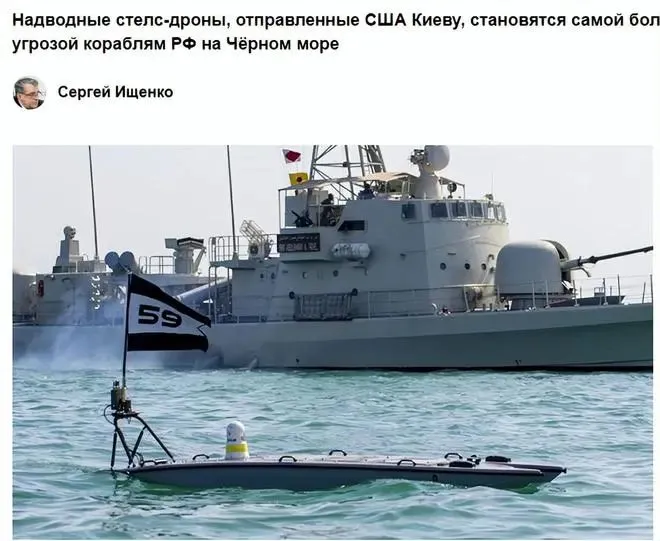 Надводные стелс-дроны, отправленные США Киеву, становятся самой бол
угрозой кораблям РФ на Чёрном море
Сергей Ищенко
59